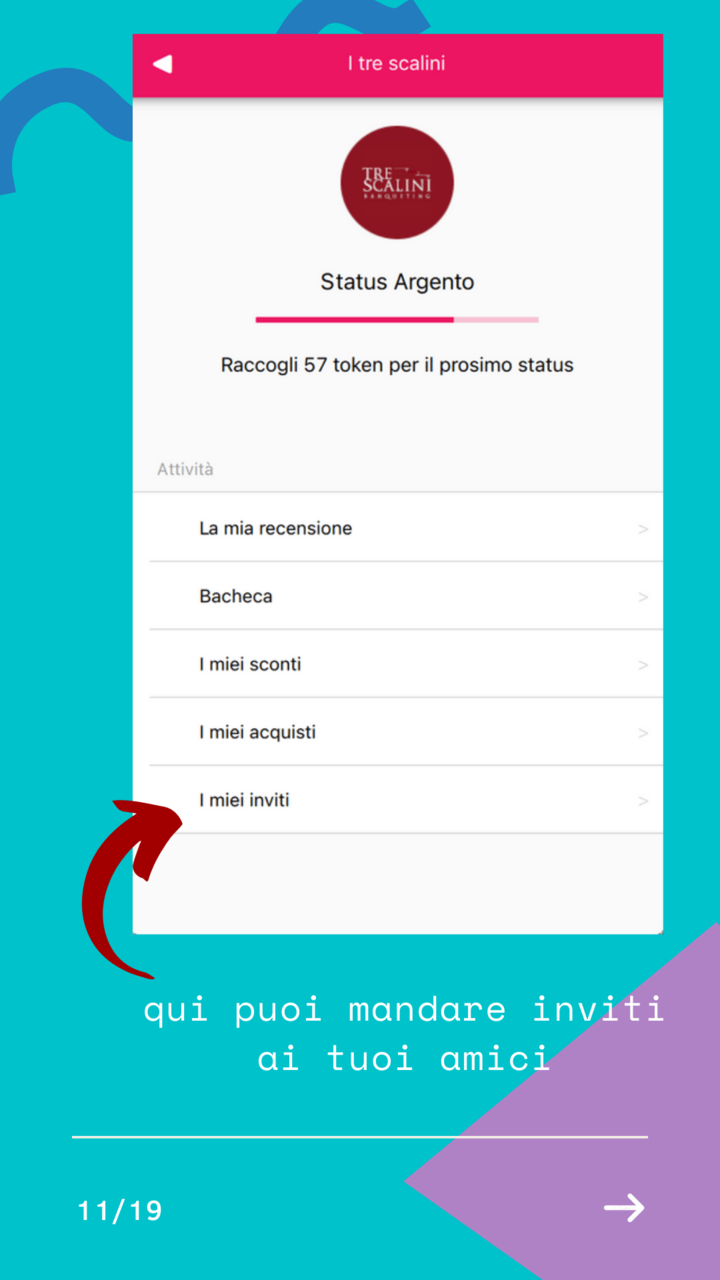 I tre scalini
TRE
SCALINI
BANQUETING
Status Argento
Raccogli 57 token per il prosimo status
Attività
La mia recensione >
Bacheca >
I miei sconti >
I miei acquisti >
I miei inviti >
qui puoi mandare inviti
ai tuoi amici
11/19